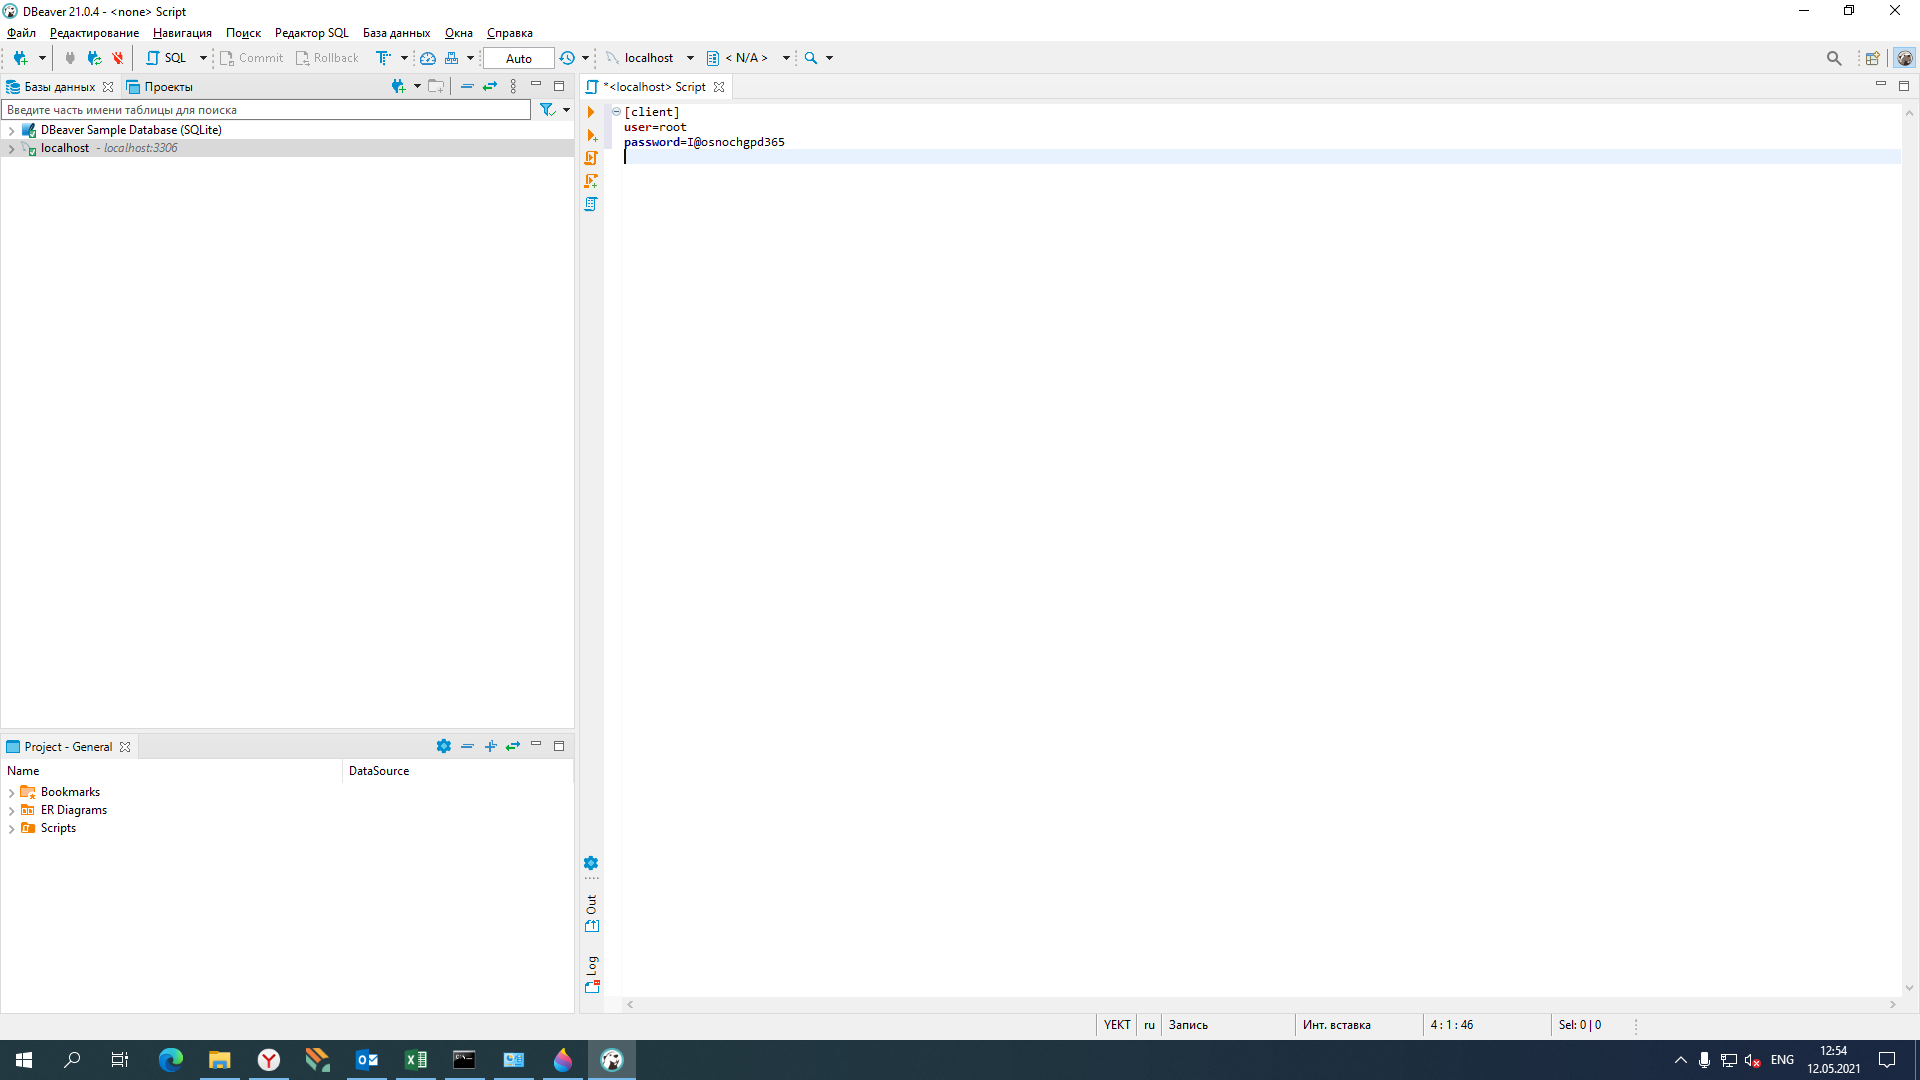 DBeaver 21.0.4 - <none> Script
Файл Редактирование Навигация Поиск Редактор SQL База данных Окна Справка
SQL Commit Rollback Auto localhost < N/A >
Базы данных Проекты
*<localhost> Script
Введите часть имени таблицы для поиска
DBeaver Sample Database (SQLite)
localhost - localhost:3306
[client]
user=root
password=I@osnochgpd365
Project - General
Name DataSource
Bookmarks
ER Diagrams
Scripts
Out
Log
YEKT ru Запись Инт. вставка 4 : 1 : 46 Sel: 0 | 0
ENG
12:54
12.05.2021